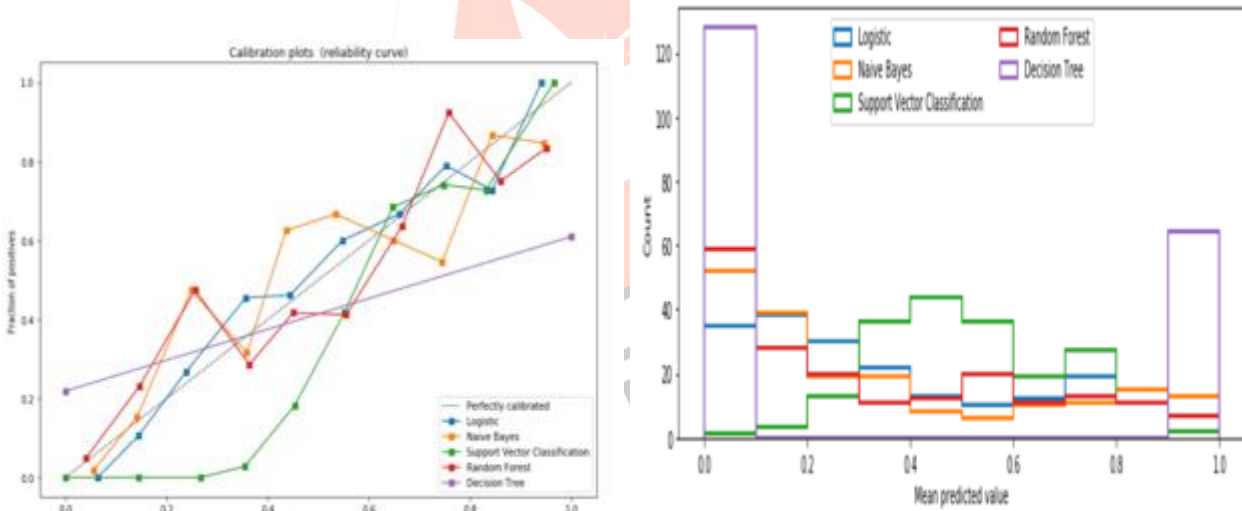 Calibration plots (reliability curve)
Fraction of positives
1.0
0.8
0.6
0.4
0.2
0.0
Perfectly calibrated
Logistic
Naive Bayes
Support Vector Classification
Random Forest
Decision Tree
0.0 0.2 0.4 0.6 0.8 1.0
Logistic
Naive Bayes
Support Vector Classification
Random Forest
Decision Tree
Count
120
100
80
60
40
20
0
0.0 0.2 0.4 0.6 0.8 1.0
Mean predicted value